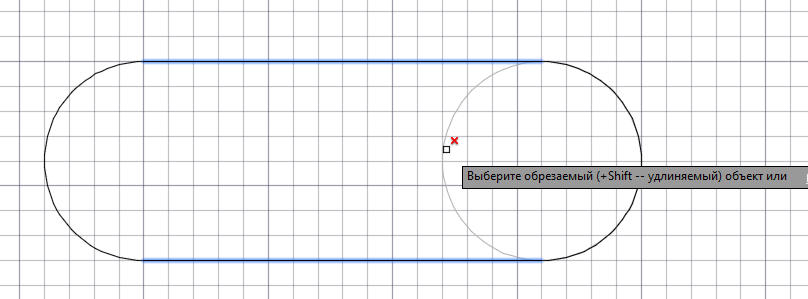 Выберите обрезаемый (+Shift -- удлиняемый) объект или